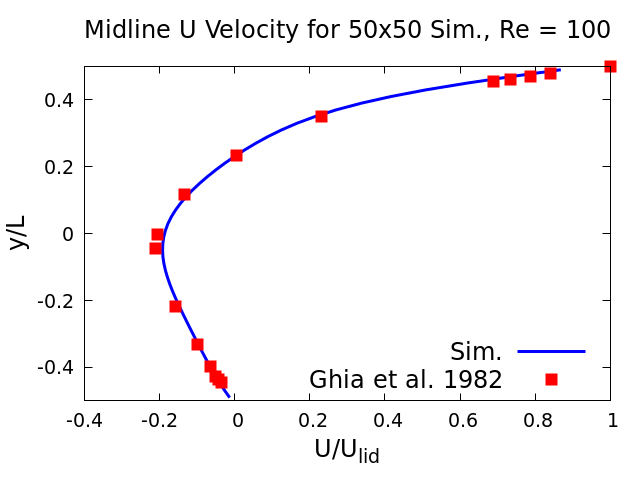 Midline U Velocity for 50x50 Sim., Re = 100
0.4
0.2
0
-0.2
-0.4
y/L
Sim.
Ghia et al. 1982
-0.4 -0.2 0 0.2 0.4 0.6 0.8 1
U/U_lid